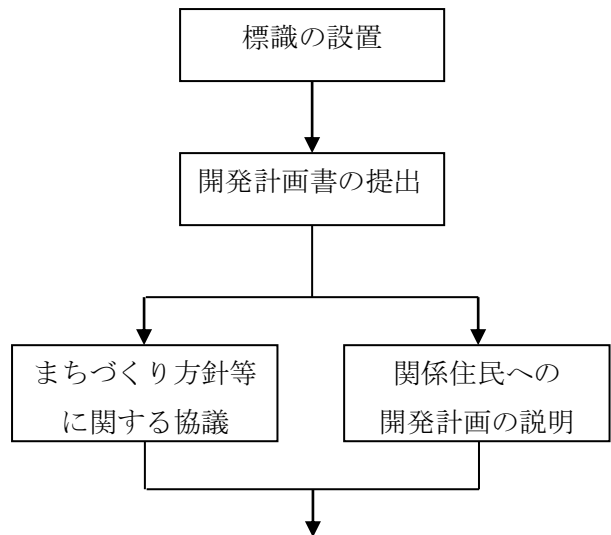 標識の設置
開発計画書の提出
まちづくり方針等
に関する協議
関係住民への
開発計画の説明